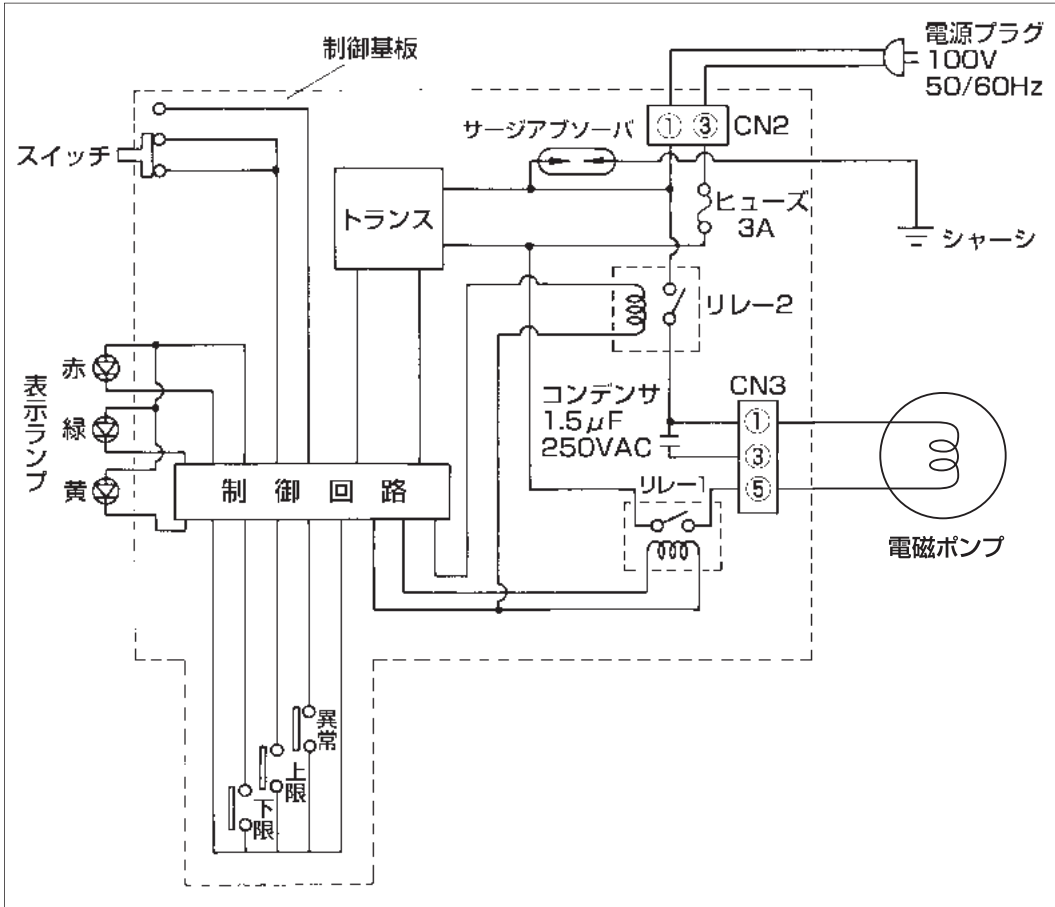 制御基板
電源プラグ
100V
50/60Hz
サージアブソーバ
① ③ CN2
スイッチ
トランス
ヒューズ
3A
シャーシ
リレー2
赤
緑
黄
表示ランプ
コンデンサ
1.5μF
250VAC
CN3
①
③
⑤
リレー1
制御回路
電磁ポンプ
異常
上限
下限